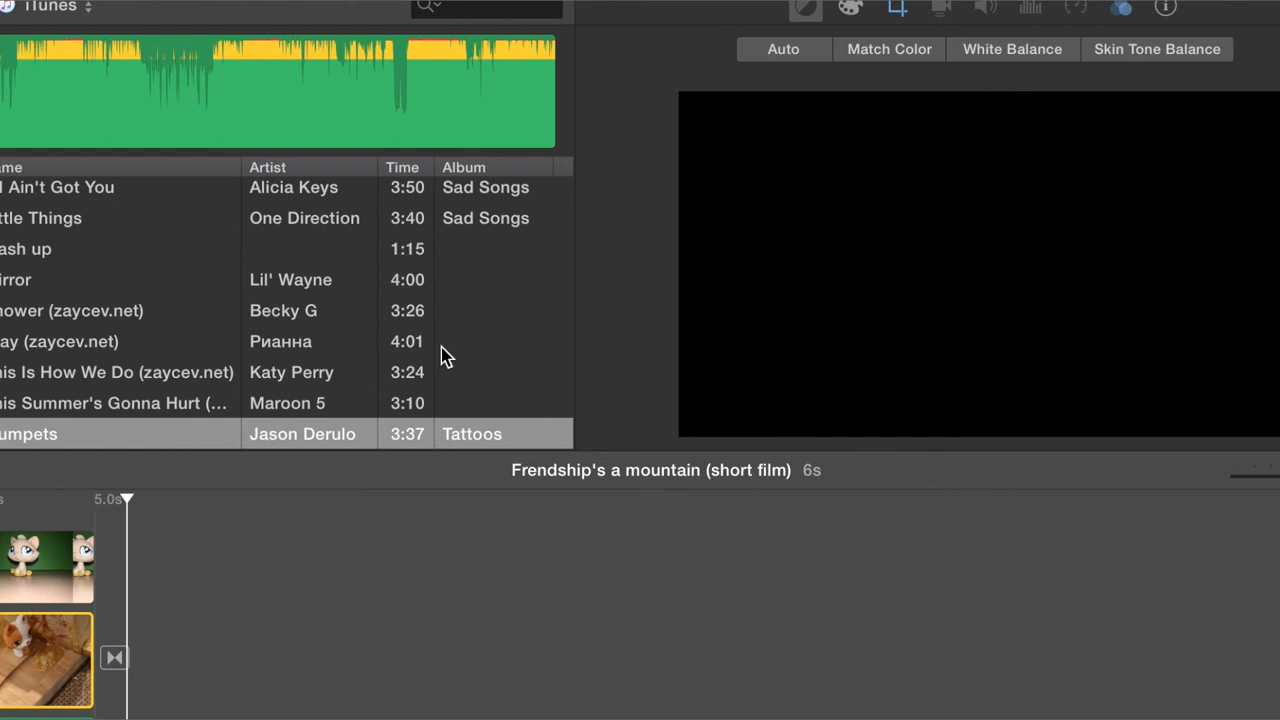 iTunes
Auto Match Color White Balance Skin Tone Balance
ame Artist Time Album
I Ain't Got You Alicia Keys 3:50 Sad Songs
ttle Things One Direction 3:40 Sad Songs
ash up 1:15
irror Lil' Wayne 4:00
hower (zaycev.net) Becky G 3:26
ay (zaycev.net) Рианна 4:01
his Is How We Do (zaycev.net) Katy Perry 3:24
his Summer's Gonna Hurt (... Maroon 5 3:10
umpets Jason Derulo 3:37 Tattoos
Frendship's a mountain (short film) 6s
s 5.0s